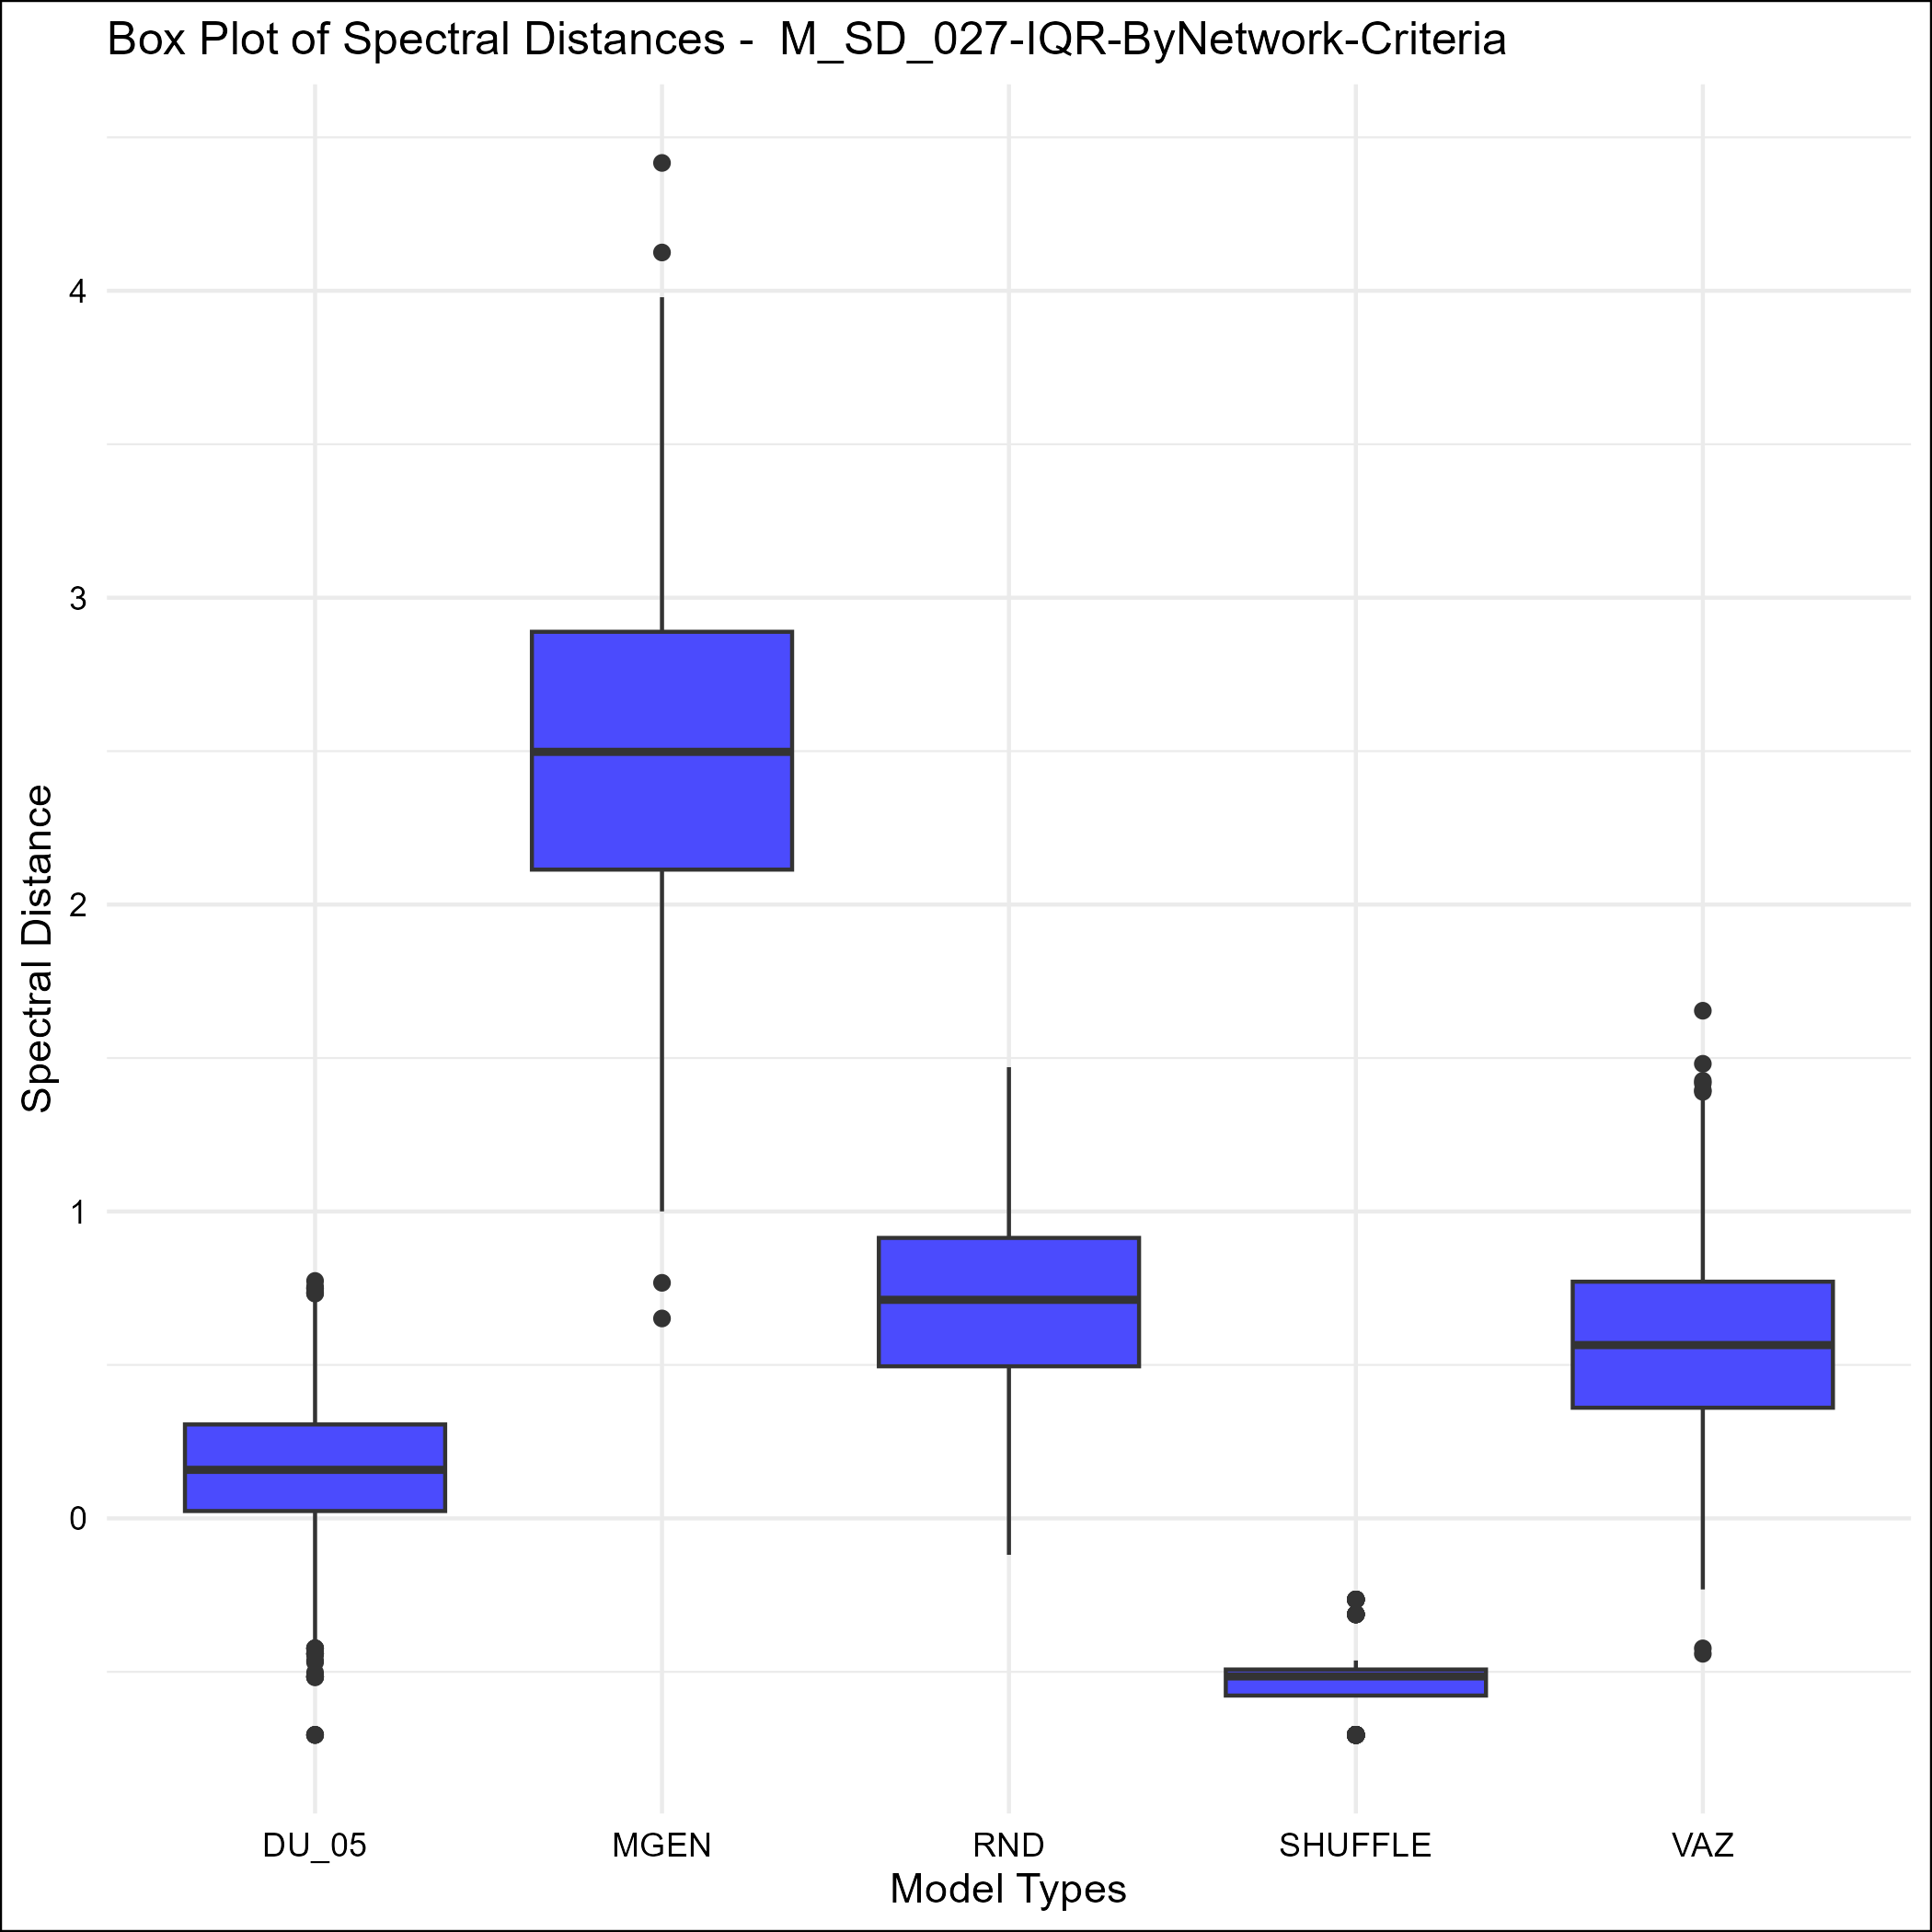 Box Plot of Spectral Distances -  M_SD_027-IQR-ByNetwork-Criteria
Spectral Distance
4
3
2
1
0
DU_05 MGEN RND SHUFFLE VAZ
Model Types